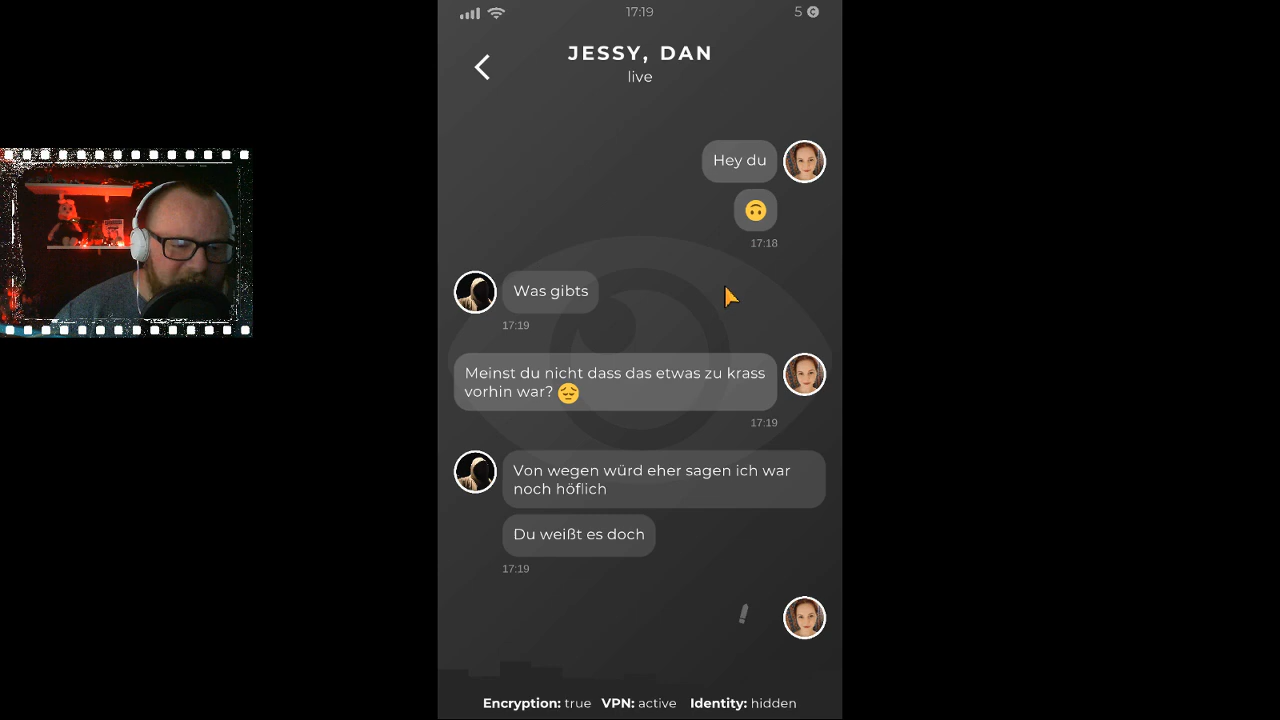 17:19
5
JESSY, DAN
live
Hey du
🙃
17:18
Was gibts
17:19
Meinst du nicht dass das etwas zu krass
vorhin war? 😔
17:19
Von wegen würd eher sagen ich war
noch höflich
Du weißt es doch
17:19
Encryption: true VPN: active Identity: hidden